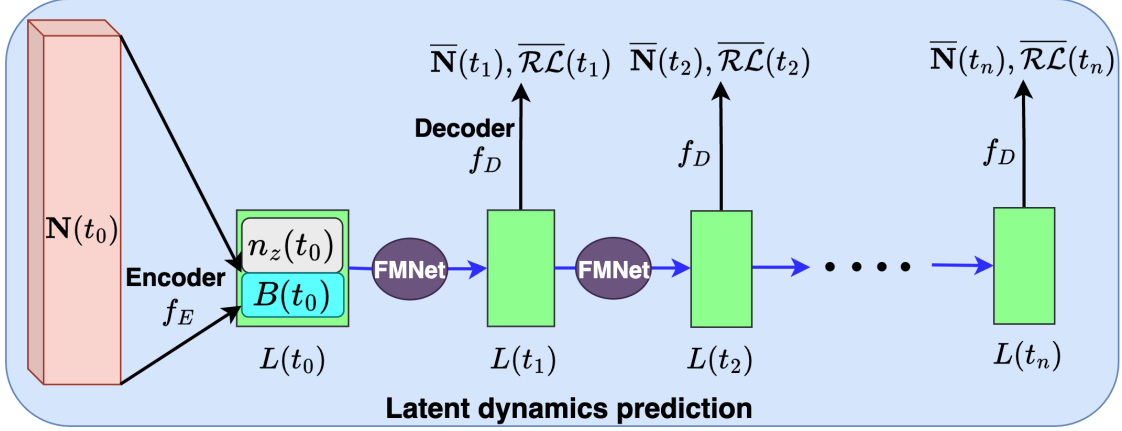 N̅(t₁), R̅L̅(t₁) N̅(t₂), R̅L̅(t₂) N̅(tₙ), R̅L̅(tₙ)
Decoder
f_D f_D f_D
N(t₀)
n_z(t₀)
Encoder
f_E
B(t₀)
FMNet FMNet
L(t₀) L(t₁) L(t₂) L(tₙ)
Latent dynamics prediction